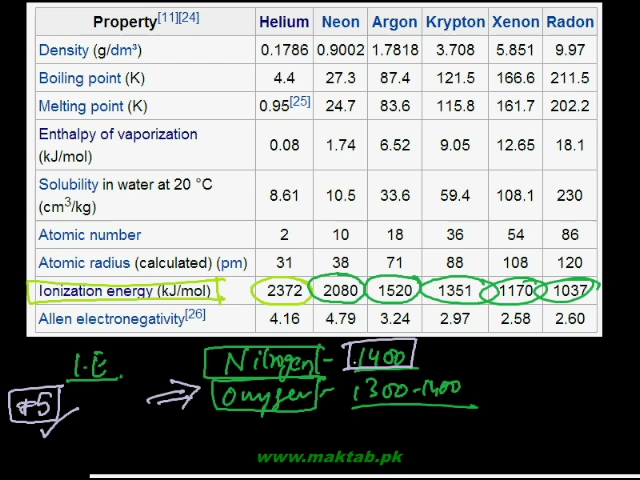 Property[11][24] Helium Neon Argon Krypton Xenon Radon
Density (g/dm³) 0.1786 0.9002 1.7818 3.708 5.851 9.97
Boiling point (K) 4.4 27.3 87.4 121.5 166.6 211.5
Melting point (K) 0.95[25] 24.7 83.6 115.8 161.7 202.2
Enthalpy of vaporization
(kJ/mol) 0.08 1.74 6.52 9.05 12.65 18.1
Solubility in water at 20 °C
(cm³/kg) 8.61 10.5 33.6 59.4 108.1 230
Atomic number 2 10 18 36 54 86
Atomic radius (calculated) (pm) 31 38 71 88 108 120
Ionization energy (kJ/mol) 2372 2080 1520 1351 1170 1037
Allen electronegativity[26] 4.16 4.79 3.24 2.97 2.58 2.60
I.E Nitrogen - 1400
+5 ⇒ Oxygen - 1300-1400
www.maktab.pk